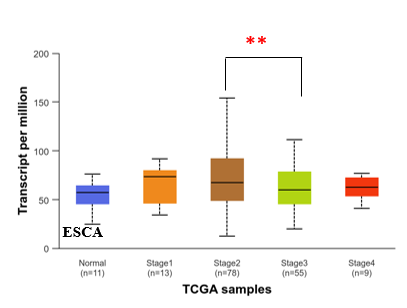 **
200
150
100
50
0
Transcript per million
ESCA
Normal Stage1 Stage2 Stage3 Stage4
(n=11) (n=13) (n=78) (n=55) (n=9)
TCGA samples